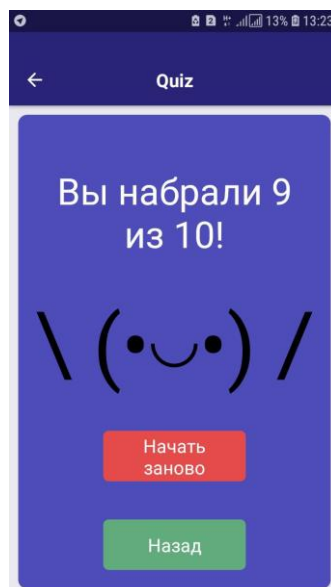 13% 13:23
Quiz
Вы набрали 9
из 10!
\ (•◡•) /
Начать
заново
Назад